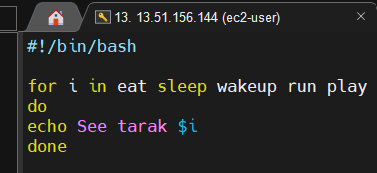 13. 13.51.156.144 (ec2-user)
#!/bin/bash
for i in eat sleep wakeup run play
do
echo See tarak $i
done